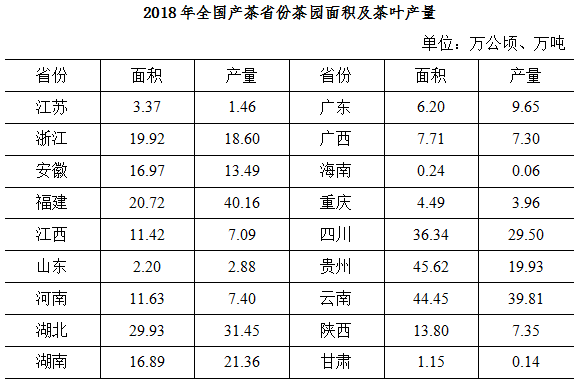 2018 年全国产茶省份茶园面积及茶叶产量
单位：万公顷、万吨
省份 面积 产量 省份 面积 产量
江苏 3.37 1.46 广东 6.20 9.65
浙江 19.92 18.60 广西 7.71 7.30
安徽 16.97 13.49 海南 0.24 0.06
福建 20.72 40.16 重庆 4.49 3.96
江西 11.42 7.09 四川 36.34 29.50
山东 2.20 2.88 贵州 45.62 19.93
河南 11.63 7.40 云南 44.45 39.81
湖北 29.93 31.45 陕西 13.80 7.35
湖南 16.89 21.36 甘肃 1.15 0.14